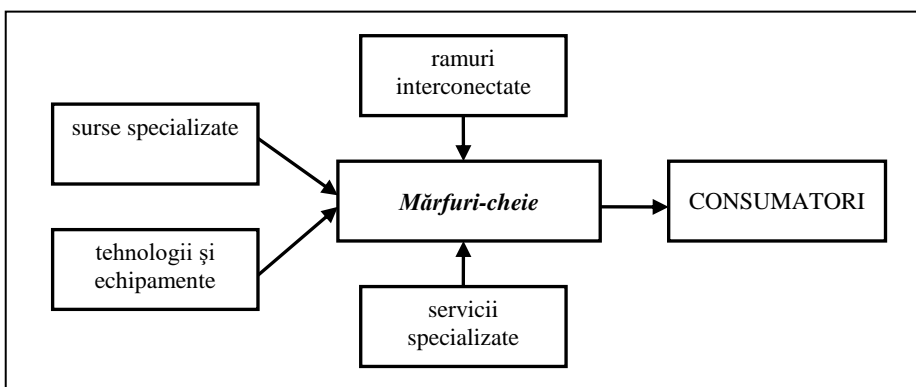 ramuri
interconectate
surse specializate
Mărfuri-cheie
CONSUMATORI
tehnologii şi
echipamente
servicii
specializate